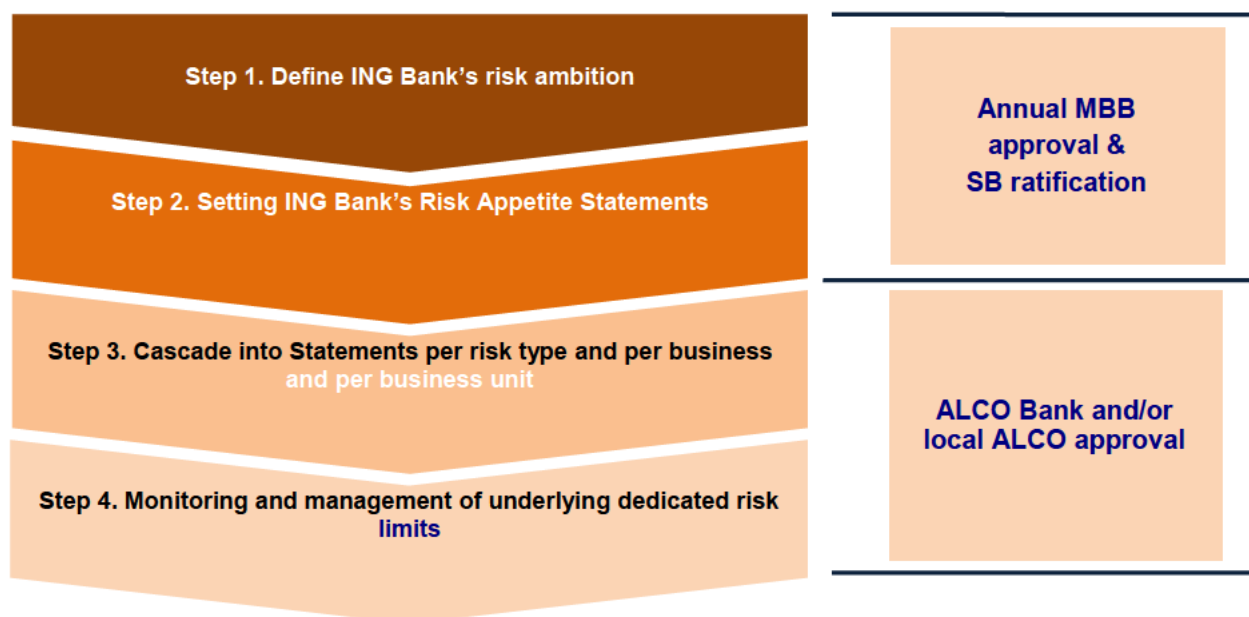 Step 1. Define ING Bank's risk ambition
Step 2. Setting ING Bank's Risk Appetite Statements
Step 3. Cascade into Statements per risk type and per business
and per business unit
Step 4. Monitoring and management of underlying dedicated risk
limits
Annual MBB
approval &
SB ratification
ALCO Bank and/or
local ALCO approval